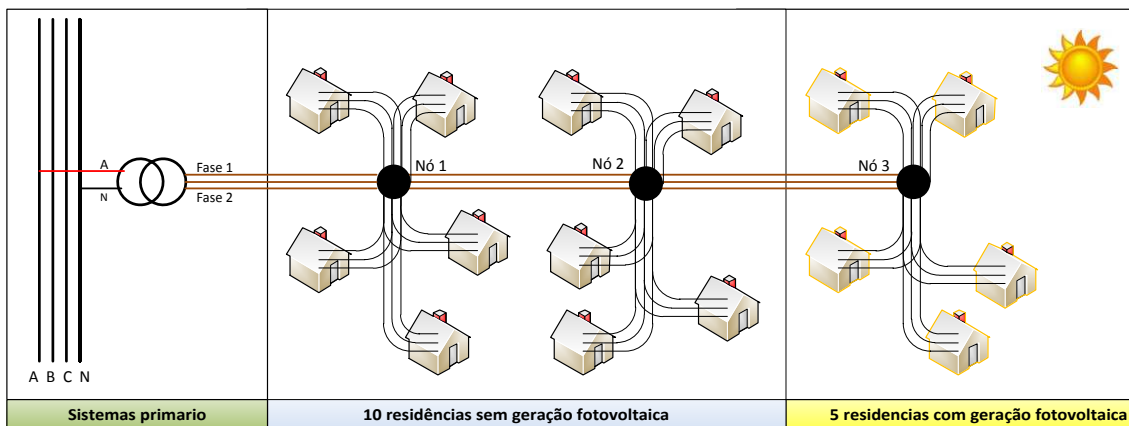 A
N
Fase 1
Fase 2
Nó 1
Nó 2
Nó 3
A B C N
Sistemas primario
10 residências sem geração fotovoltaica
5 residencias com geração fotovoltaica